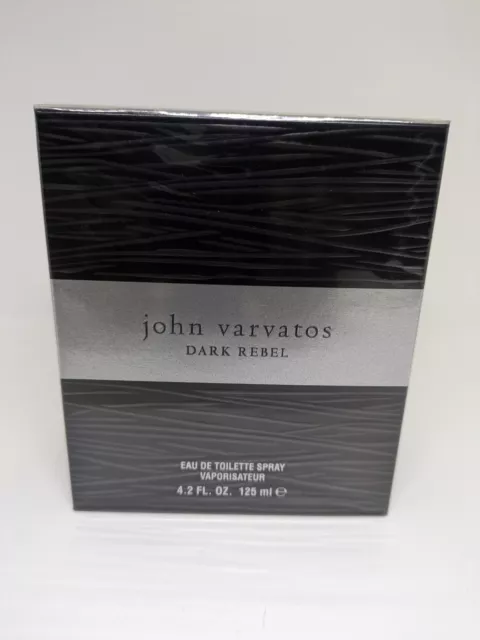 john varvatos
DARK REBEL
EAU DE TOILETTE SPRAY
VAPORISATEUR
4.2 FL. OZ. 125 ml ℮